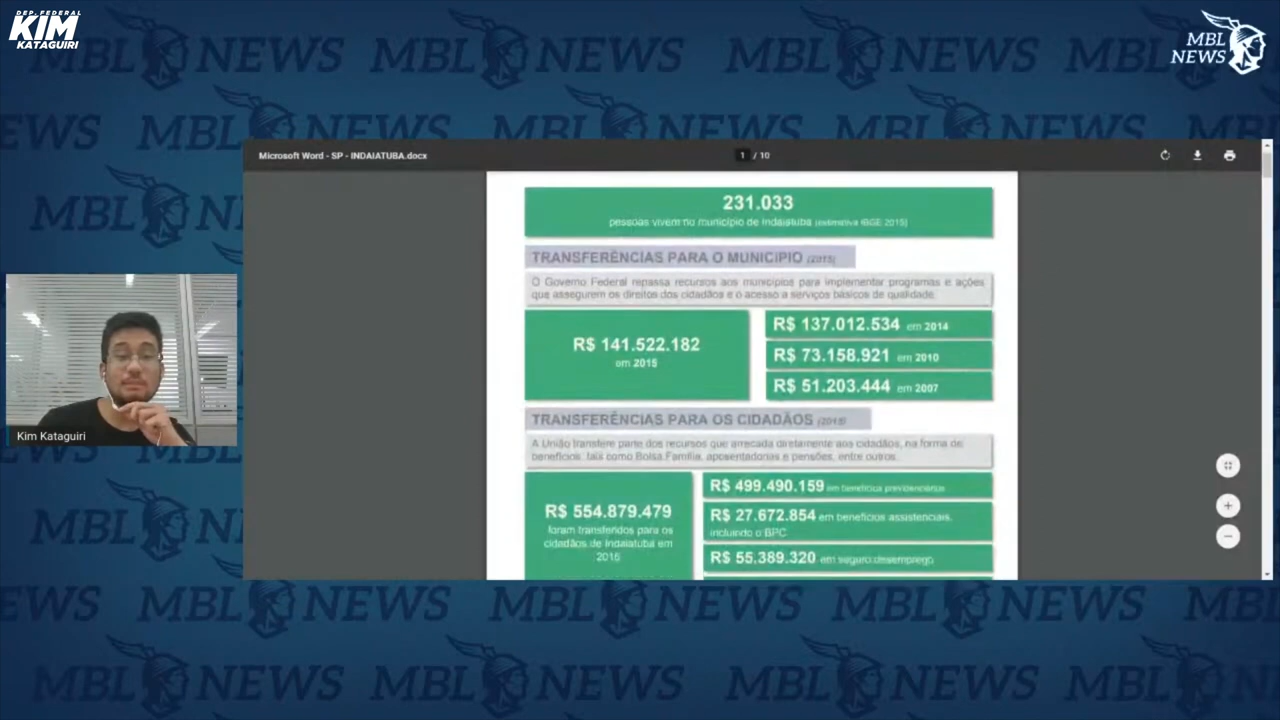 DEP. FEDERAL
KIM
KATAGUIRI
MBL
NEWS
MBL NEWS
Microsoft Word - SP - INDAIATUBA.docx
1 / 10
231.033
pessoas vivem no município de Indaiatuba (estimativa IBGE 2015)
TRANSFERÊNCIAS PARA O MUNICÍPIO (2015)
O Governo Federal repassa recursos aos municípios para implementar programas e ações
que assegurem os direitos dos cidadãos e o acesso a serviços básicos de qualidade.
R$ 141.522.182
em 2015
R$ 137.012.534 em 2014
R$ 73.158.921 em 2010
R$ 51.203.444 em 2007
TRANSFERÊNCIAS PARA OS CIDADÃOS (2015)
A União transfere parte dos recursos que arrecada diretamente aos cidadãos, na forma de
benefícios, tais como Bolsa Família, aposentadorias e pensões, entre outros.
R$ 554.879.479
foram transferidos para os
cidadãos de Indaiatuba em
2015
R$ 499.490.159 em benefícios previdenciários
R$ 27.672.854 em benefícios assistenciais,
incluindo o BPC
R$ 55.389.320 em seguro desemprego
Kim Kataguiri